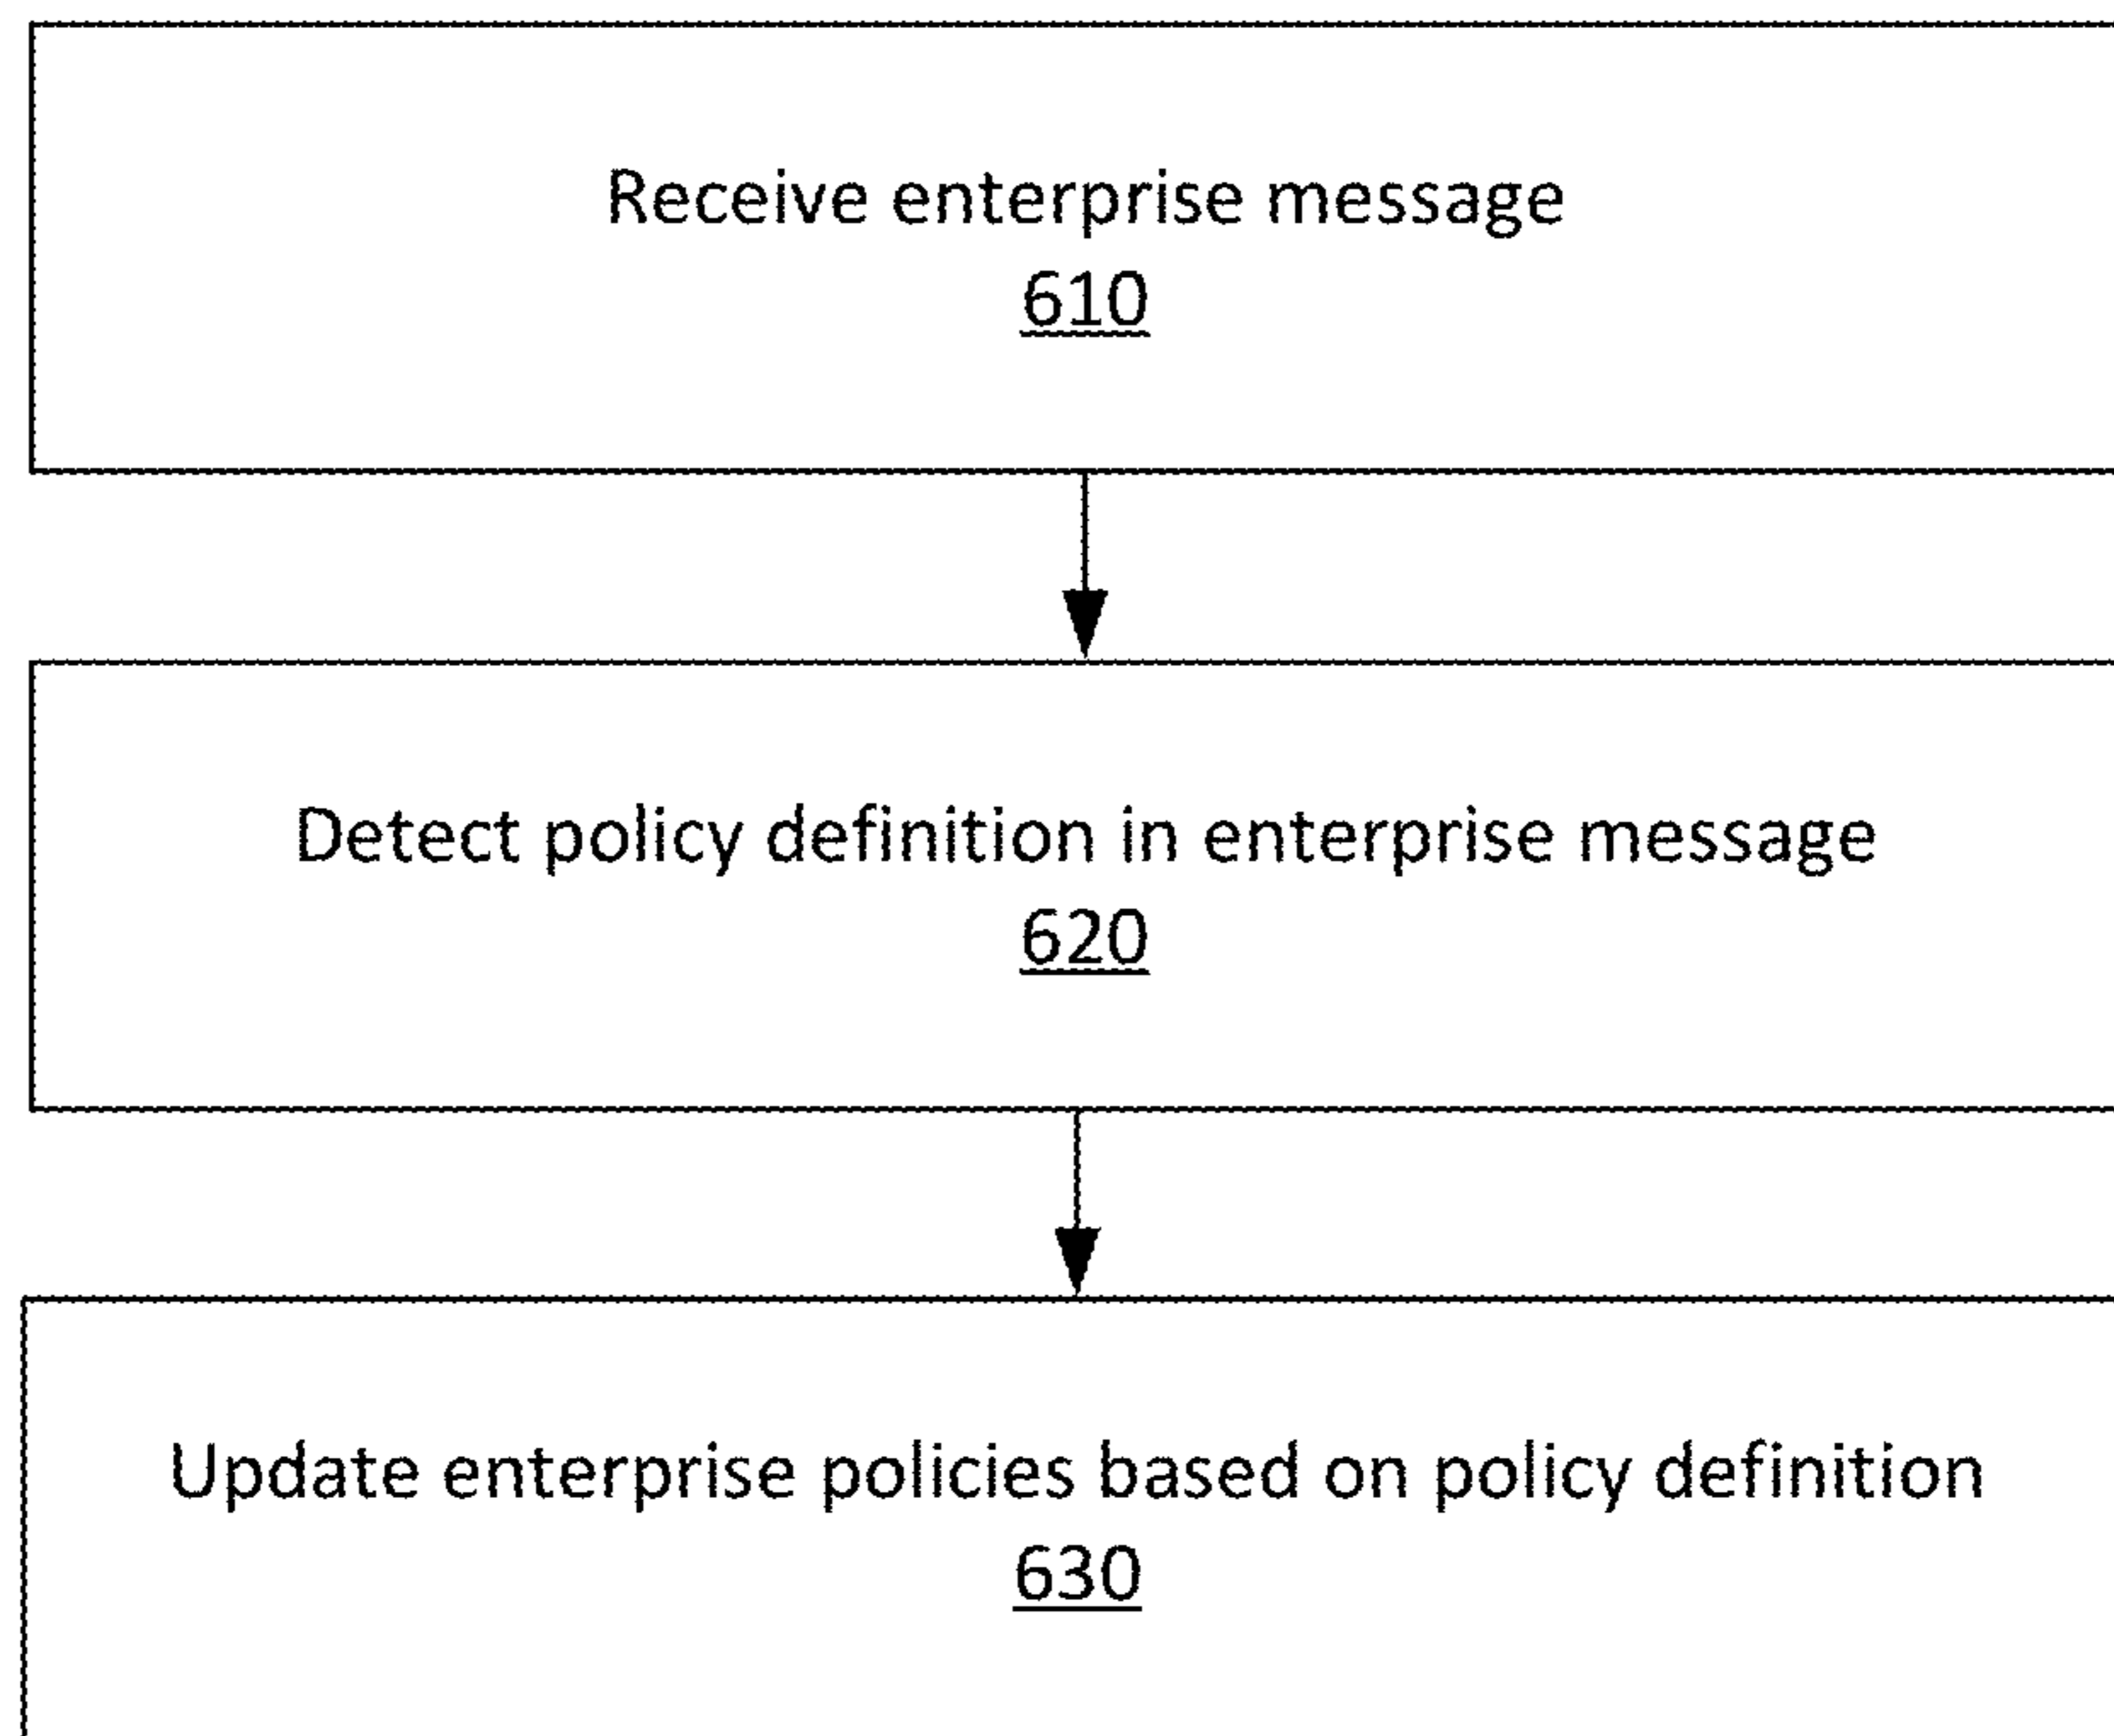 Receive enterprise message
610
Detect policy definition in enterprise message
620
Update enterprise policies based on policy definition
630